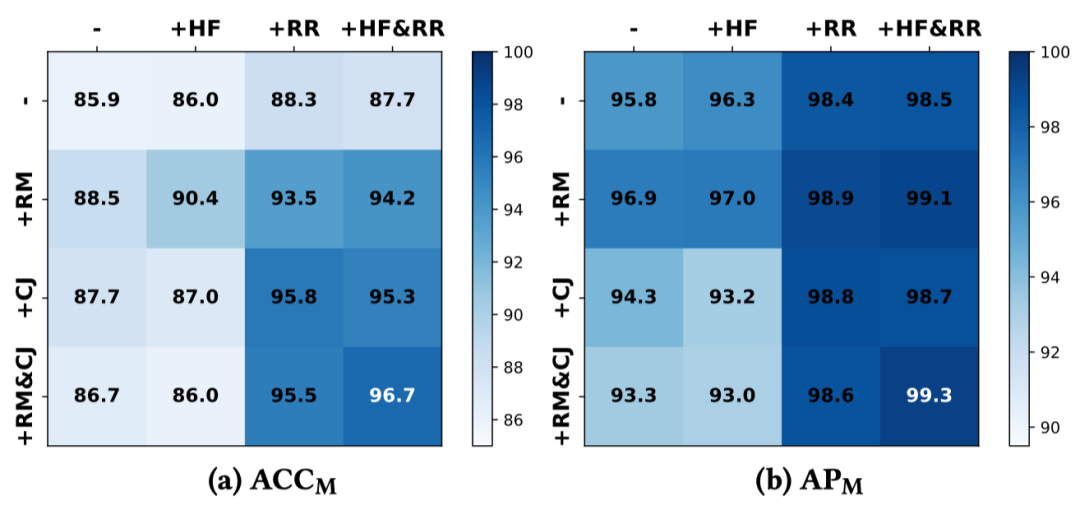 - +HF +RR +HF&RR
- 85.9 86.0 88.3 87.7
+RM 88.5 90.4 93.5 94.2
+CJ 87.7 87.0 95.8 95.3
+RM&CJ 86.7 86.0 95.5 96.7
100
98
96
94
92
90
88
86
(a) ACC_M
- +HF +RR +HF&RR
- 95.8 96.3 98.4 98.5
+RM 96.9 97.0 98.9 99.1
+CJ 94.3 93.2 98.8 98.7
+RM&CJ 93.3 93.0 98.6 99.3
100
98
96
94
92
90
(b) AP_M